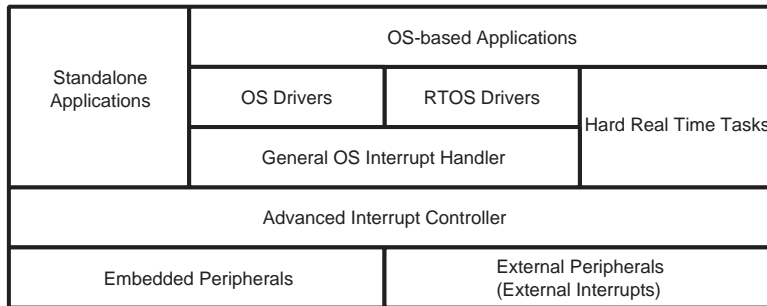 OS-based Applications
Standalone
Applications
OS Drivers
RTOS Drivers
Hard Real Time Tasks
General OS Interrupt Handler
Advanced Interrupt Controller
Embedded Peripherals
External Peripherals
(External Interrupts)